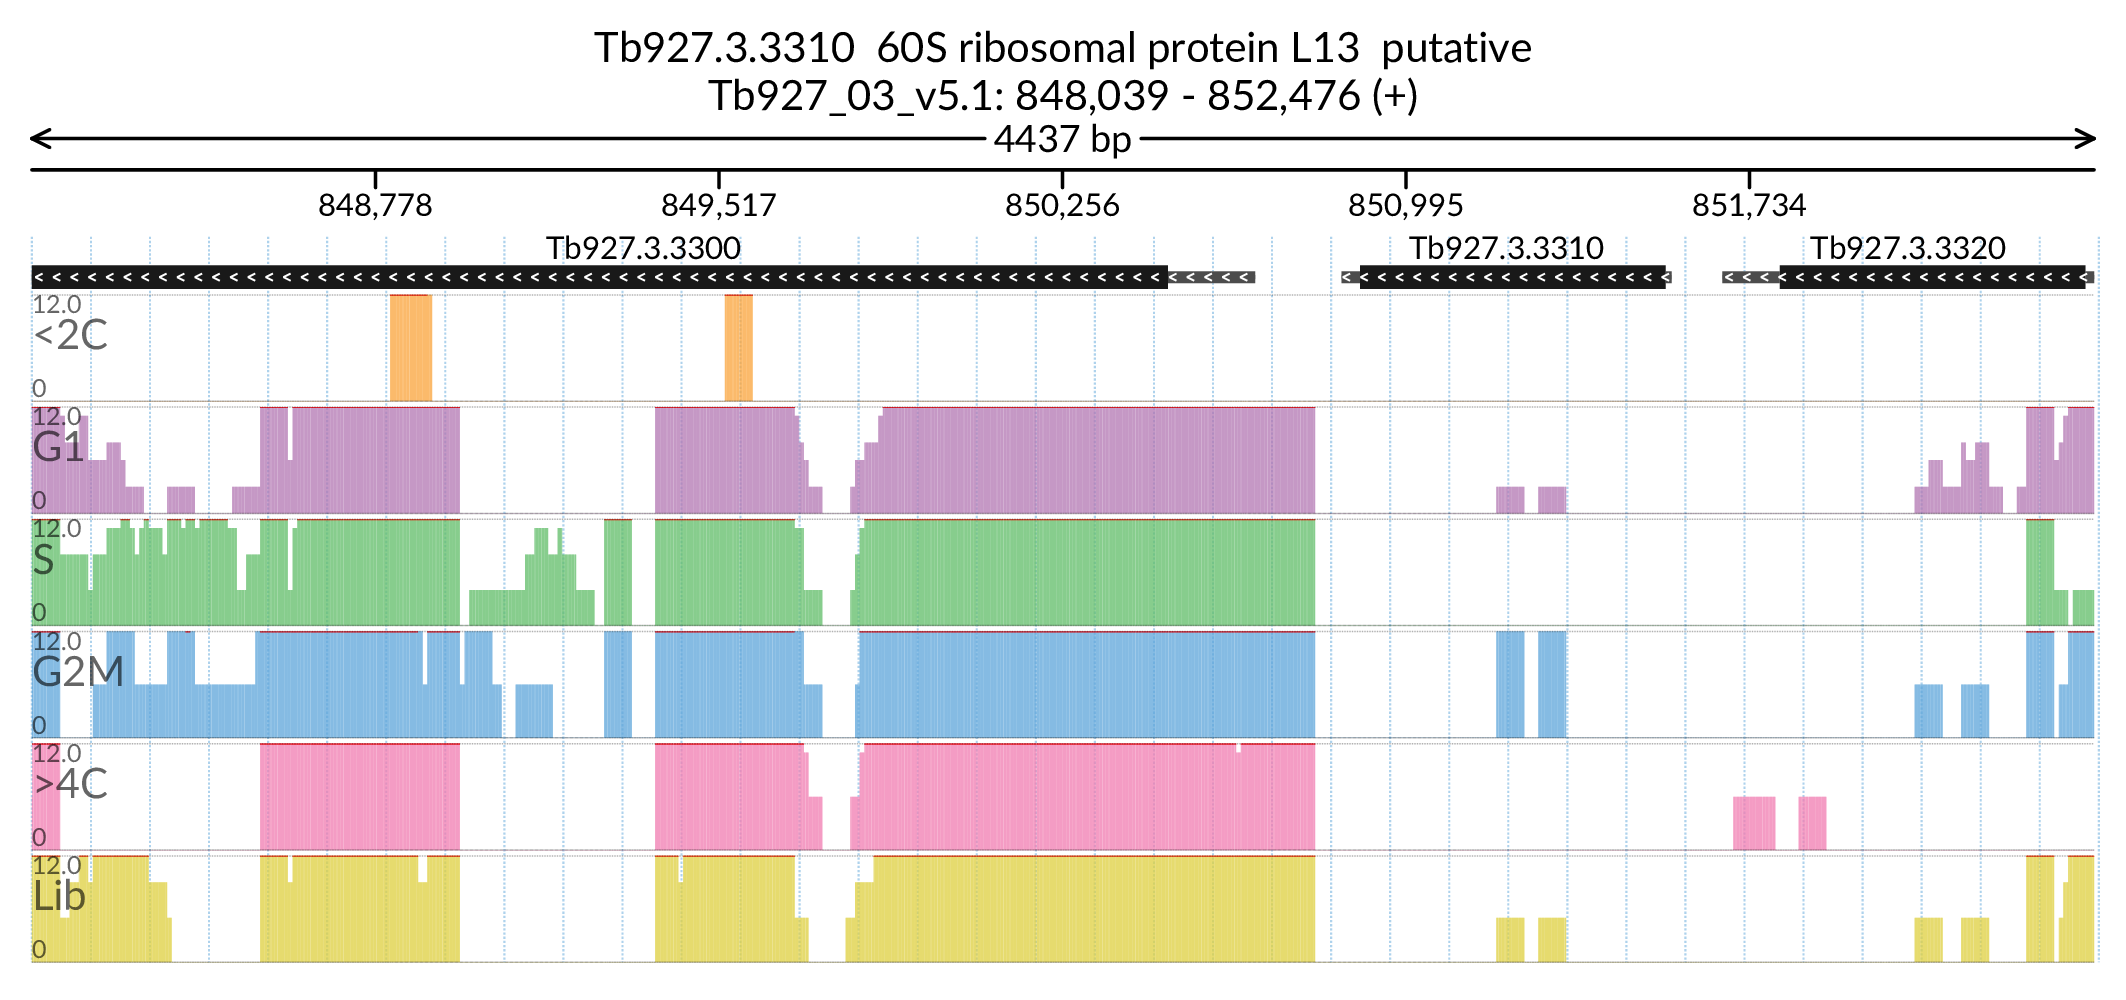 Tb927.3.3310  60S ribosomal protein L13  putative
Tb927_03_v5.1: 848,039 - 852,476 (+)
4437 bp
848,778 849,517 850,256 850,995 851,734
Tb927.3.3300 Tb927.3.3310 Tb927.3.3320
12.0
<2C
0
12.0
G1
0
12.0
S
0
12.0
G2M
0
12.0
>4C
0
12.0
Lib
0